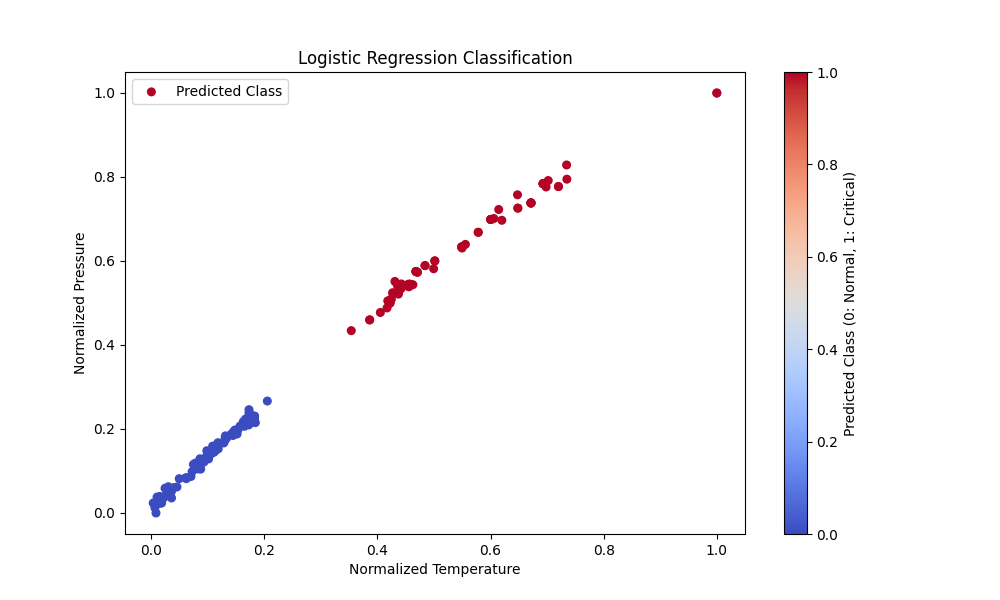 Logistic Regression Classification
Predicted Class
1.0
0.8
0.6
0.4
0.2
0.0
Normalized Pressure
0.0 0.2 0.4 0.6 0.8 1.0
Normalized Temperature
1.0
0.8
0.6
0.4
0.2
0.0
Predicted Class (0: Normal, 1: Critical)